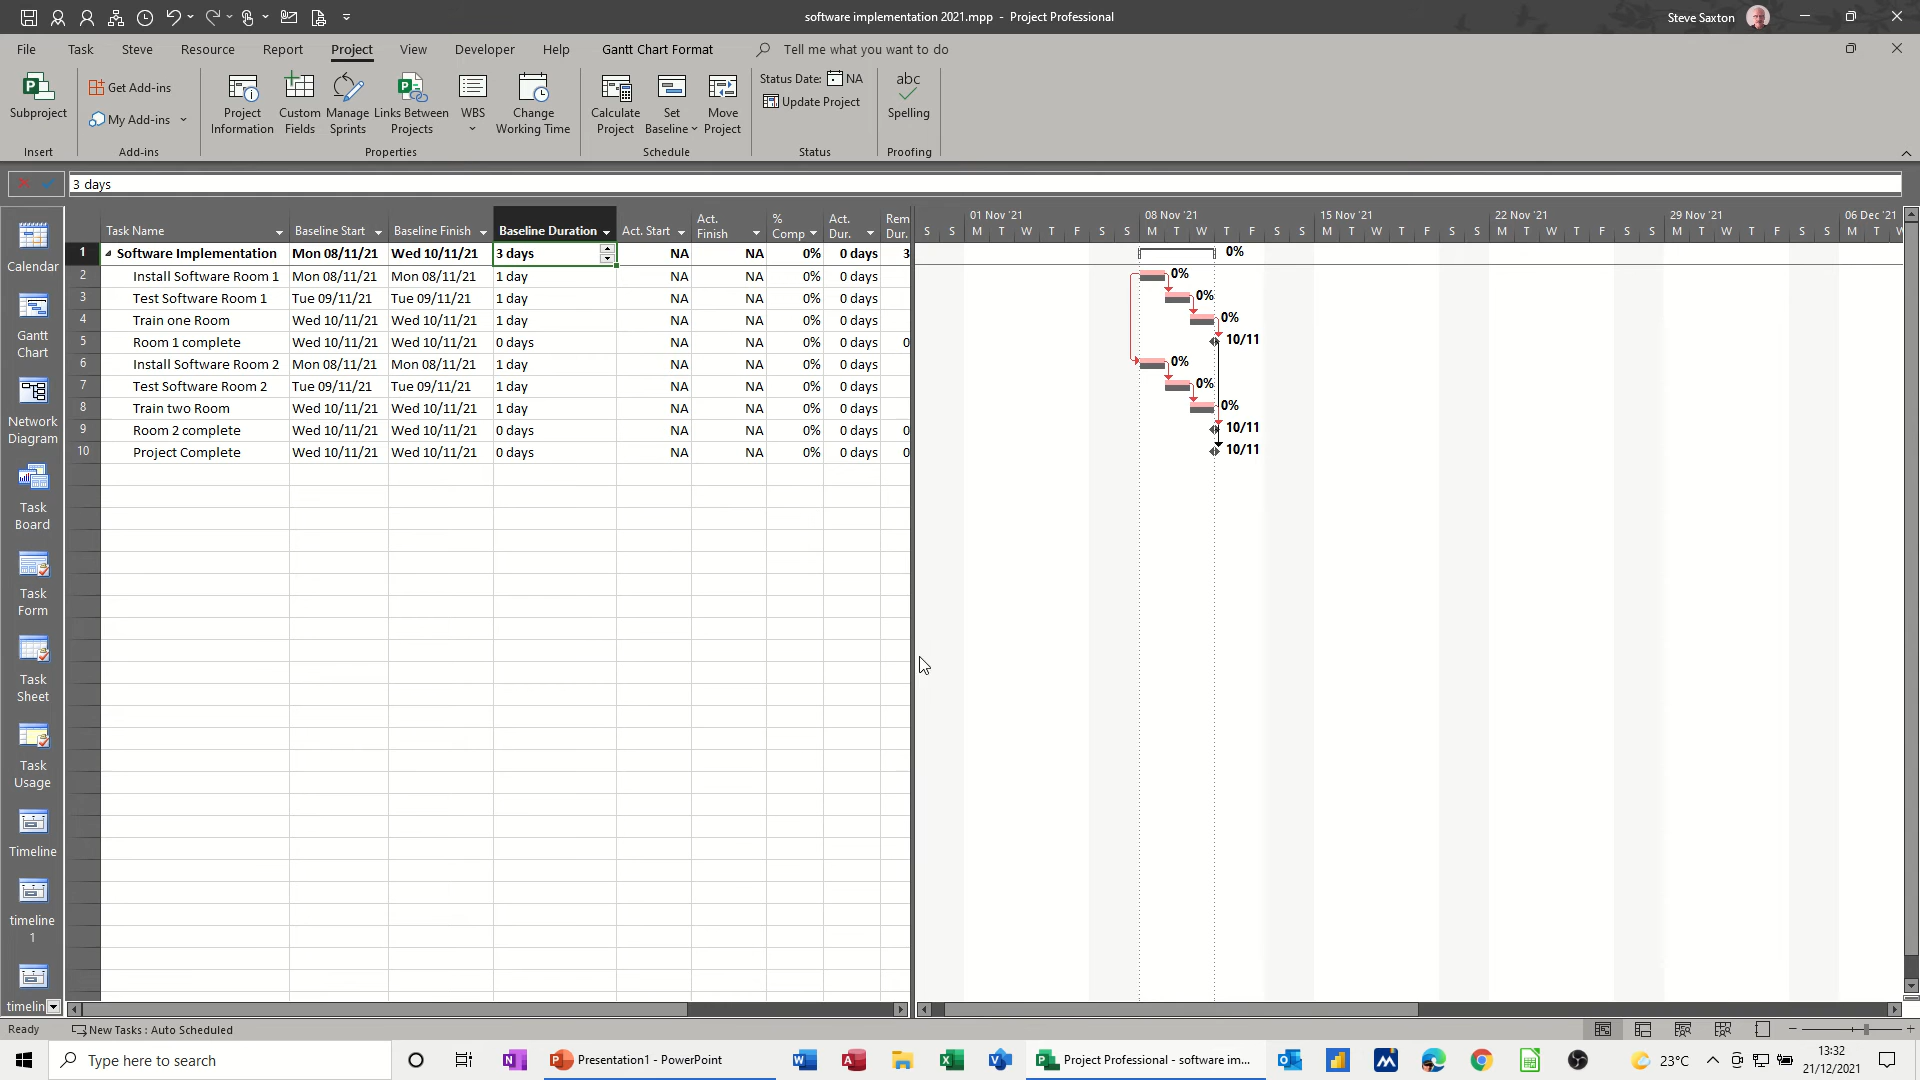 software implementation 2021.mpp - Project Professional
Steve Saxton
File Task Steve Resource Report Project View Developer Help Gantt Chart Format Tell me what you want to do
Subproject
Insert
Get Add-ins
My Add-ins
Add-ins
Project Information
Custom Fields
Manage Sprints
Links Between Projects
WBS
Change Working Time
Properties
Calculate Project
Set Baseline
Move Project
Schedule
Status Date: NA
Update Project
Status
abc
Spelling
Proofing
3 days
Task Name Baseline Start Baseline Finish Baseline Duration Act. Start Act. Finish % Comp Act. Dur. Rem Dur.
1 Software Implementation Mon 08/11/21 Wed 10/11/21 3 days NA NA 0% 0 days 3
2 Install Software Room 1 Mon 08/11/21 Mon 08/11/21 1 day NA NA 0% 0 days
3 Test Software Room 1 Tue 09/11/21 Tue 09/11/21 1 day NA NA 0% 0 days
4 Train one Room Wed 10/11/21 Wed 10/11/21 1 day NA NA 0% 0 days
5 Room 1 complete Wed 10/11/21 Wed 10/11/21 0 days NA NA 0% 0 days 0
6 Install Software Room 2 Mon 08/11/21 Mon 08/11/21 1 day NA NA 0% 0 days
7 Test Software Room 2 Tue 09/11/21 Tue 09/11/21 1 day NA NA 0% 0 days
8 Train two Room Wed 10/11/21 Wed 10/11/21 1 day NA NA 0% 0 days
9 Room 2 complete Wed 10/11/21 Wed 10/11/21 0 days NA NA 0% 0 days 0
10 Project Complete Wed 10/11/21 Wed 10/11/21 0 days NA NA 0% 0 days 0
01 Nov '21 08 Nov '21 15 Nov '21 22 Nov '21 29 Nov '21 06 Dec '21
S S M T W T F S S M T W T F S S M T W T F S S M T W T F S S M T W T F S S M T W
0%
0%
0%
0%
10/11
0%
0%
0%
10/11
10/11
Calendar
Gantt Chart
Network Diagram
Task Board
Task Form
Task Sheet
Task Usage
Timeline
timeline 1
timelin
Ready New Tasks : Auto Scheduled
Type here to search
Presentation1 - PowerPoint
Project Professional - software im...
23°C
13:32
21/12/2021